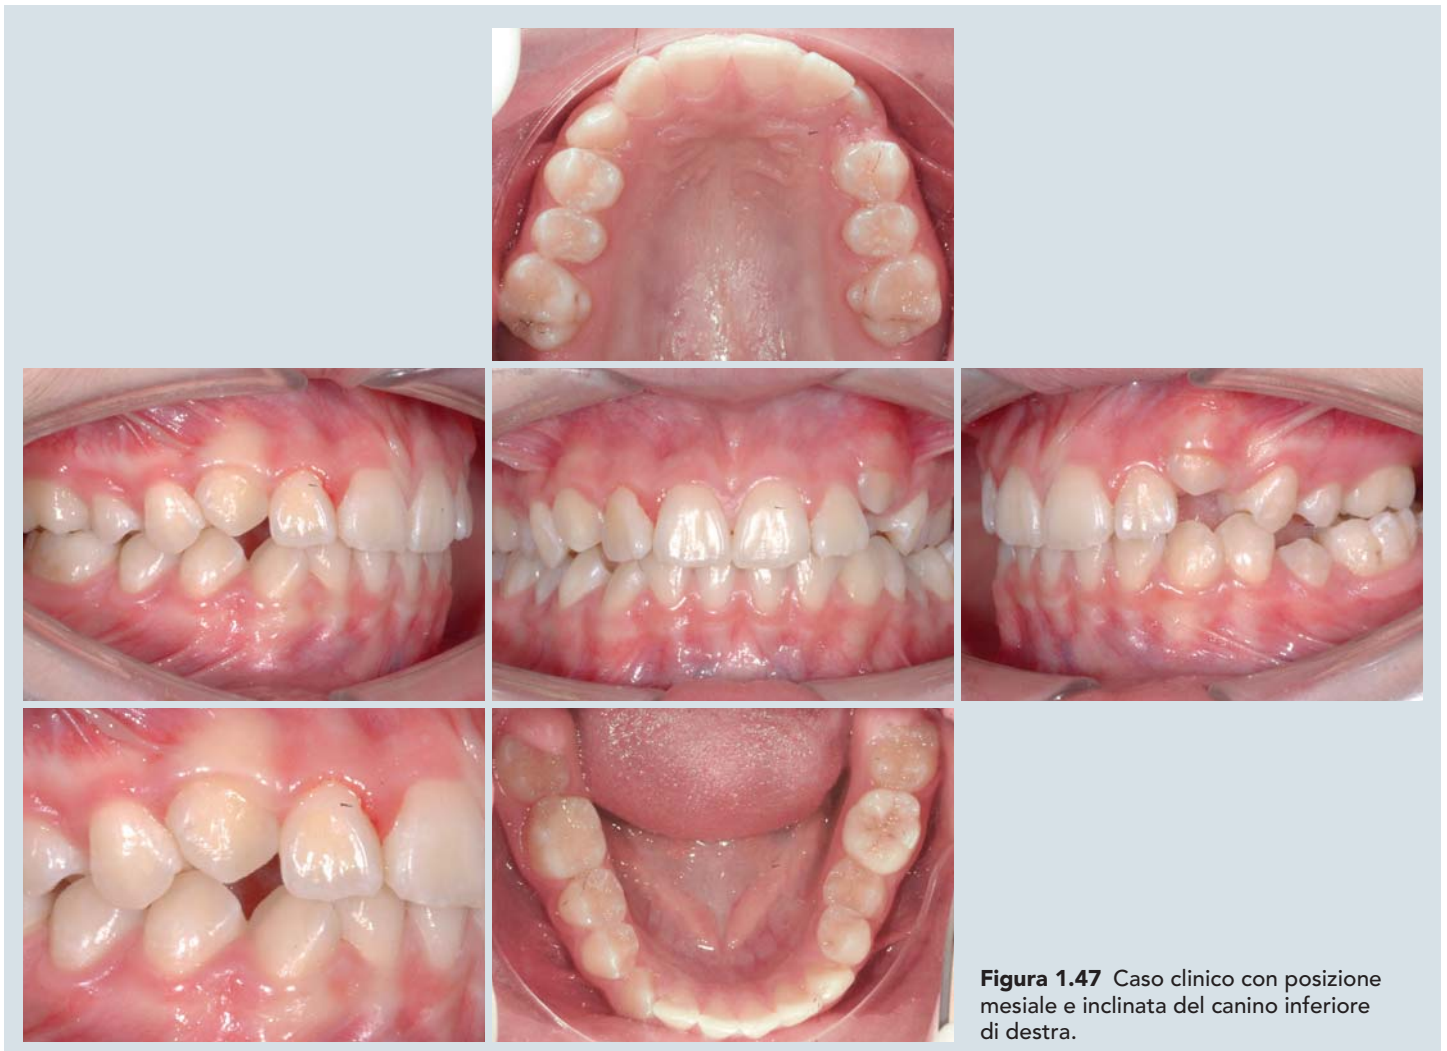 Figura 1.47 Caso clinico con posizione
mesiale e inclinata del canino inferiore
di destra.